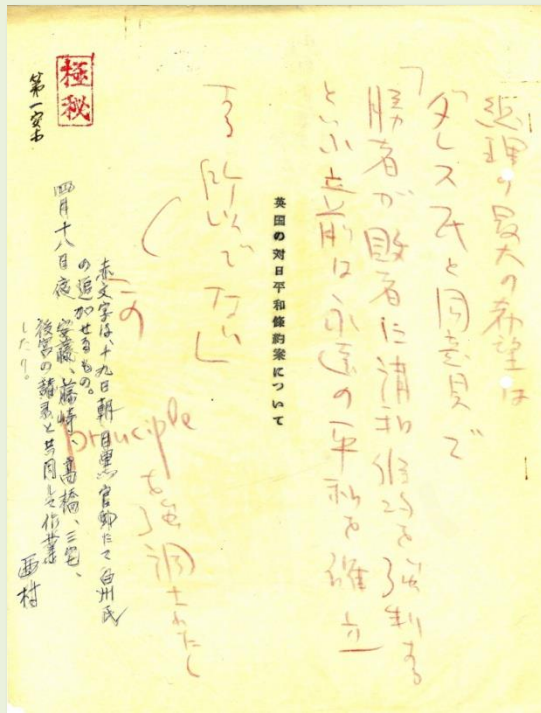 総理の最大の希望は
「ダレス氏と同意見で
勝者が敗者に講和条約を強制する
といふ立前は永遠の平和を確立
する所以でない」
この
principle
を強調されたし
英国の対日平和條約案について
極秘
第一案
赤文字は、十九日朝目黒官邸にて白州氏
の追加せるもの。
四月十八日夜
安藤、藤崎、高橋、三宅、
後宮の諸君と共同して作業
したり。
西村